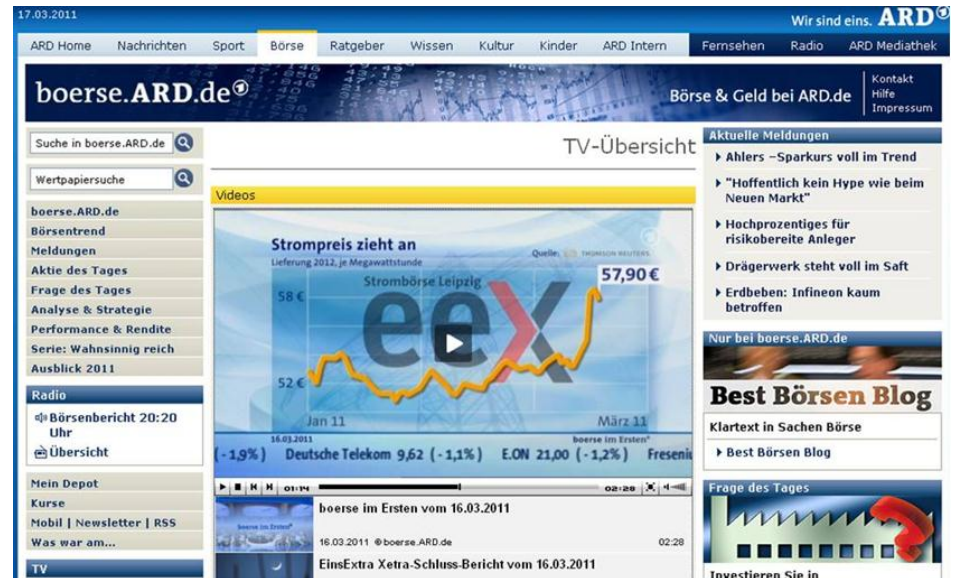 17.03.2011
Wir sind eins. ARD
ARD Home Nachrichten Sport Börse Ratgeber Wissen Kultur Kinder ARD Intern Fernsehen Radio ARD Mediathek
boerse.ARD.de
Börse & Geld bei ARD.de
Kontakt
Hilfe
Impressum
Suche in boerse.ARD.de
Wertpapiersuche
boerse.ARD.de
Börsentrend
Meldungen
Aktie des Tages
Frage des Tages
Analyse & Strategie
Performance & Rendite
Serie: Wahnsinnig reich
Ausblick 2011
Radio
Börsenbericht 20:20
Uhr
Übersicht
Mein Depot
Kurse
Mobil | Newsletter | RSS
Was war am...
TV
TV-Übersicht
Videos
Strompreis zieht an
Lieferung 2012, je Megawattstunde
Quelle: THOMSON REUTERS
57,90 €
Strombörse Leipzig
58 €
eex
52 €
Jan 11 März 11
16.03.2011 boerse im Ersten
(-1,9%) Deutsche Telekom 9,62 (-1,1%) E.ON 21,00 (-1,2%) Freseniu
01:14 02:28
boerse im Ersten vom 16.03.2011
boerse im Ersten
16.03.2011 © boerse.ARD.de 02:28
EinsExtra Xetra-Schluss-Bericht vom 16.03.2011
Aktuelle Meldungen
Ahlers -Sparkurs voll im Trend
"Hoffentlich kein Hype wie beim
Neuen Markt"
Hochprozentiges für
risikobereite Anleger
Drägerwerk steht voll im Saft
Erdbeben: Infineon kaum
betroffen
Nur bei boerse.ARD.de
Best Börsen Blog
Klartext in Sachen Börse
Best Börsen Blog
Frage des Tages
?
Investieren Sie in